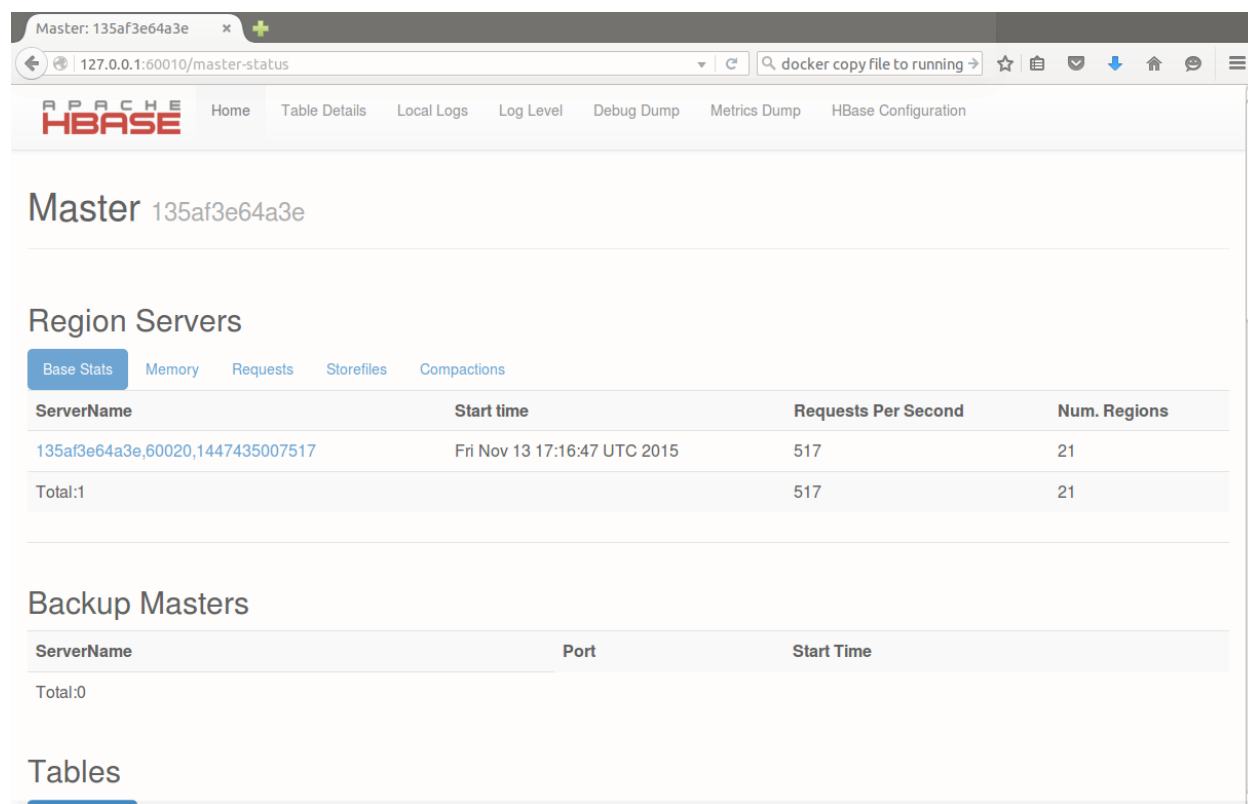 Master: 135af3e64a3e
127.0.0.1:60010/master-status
docker copy file to running
APACHE HBASE Home Table Details Local Logs Log Level Debug Dump Metrics Dump HBase Configuration
Master 135af3e64a3e
Region Servers
Base Stats Memory Requests Storefiles Compactions
ServerName Start time Requests Per Second Num. Regions
135af3e64a3e,60020,1447435007517 Fri Nov 13 17:16:47 UTC 2015 517 21
Total:1 517 21
Backup Masters
ServerName Port Start Time
Total:0
Tables